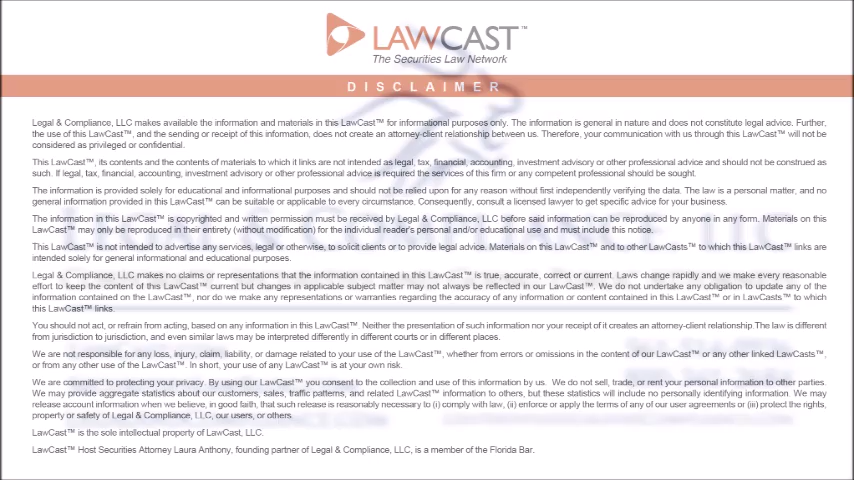 LAWCAST™
The Securities Law Network
DISCLAIMER
Legal & Compliance, LLC makes available the information and materials in this LawCast™ for informational purposes only. The information is general in nature and does not constitute legal advice. Further,
the use of this LawCast™, and the sending or receipt of this information, does not create an attorney-client relationship between us. Therefore, your communication with us through this LawCast™ will not be
considered as privileged or confidential.
This LawCast™, its contents and the contents of materials to which it links are not intended as legal, tax, financial, accounting, investment advisory or other professional advice and should not be construed as
such. If legal, tax, financial, accounting, investment advisory or other professional advice is required the services of this firm or any competent professional should be sought.
The information is provided solely for educational and informational purposes and should not be relied upon for any reason without first independently verifying the data. The law is a personal matter, and no
general information provided in this LawCast™ can be suitable or applicable to every circumstance. Consequently, consult a licensed lawyer to get specific advice for your business.
The information in this LawCast™ is copyrighted and written permission must be received by Legal & Compliance, LLC before said information can be reproduced by anyone in any form. Materials on this
LawCast™ may only be reproduced in their entirety (without modification) for the individual reader's personal and/or educational use and must include this notice.
This LawCast™ is not intended to advertise any services, legal or otherwise, to solicit clients or to provide legal advice. Materials on this LawCast™ and to other LawCasts™ to which this LawCast™ links are
intended solely for general informational and educational purposes.
Legal & Compliance, LLC makes no claims or representations that the information contained in this LawCast™ is true, accurate, correct or current. Laws change rapidly and we make every reasonable
effort to keep the content of this LawCast™ current but changes in applicable subject matter may not always be reflected in our LawCast™. We do not undertake any obligation to update any of the
information contained on the LawCast™, nor do we make any representations or warranties regarding the accuracy of any information or content contained in this LawCast™ or in LawCasts™ to which
this LawCast™ links.
You should not act, or refrain from acting, based on any information in this LawCast™ Neither the presentation of such information nor your receipt of it creates an attorney-client relationship.The law is different
from jurisdiction to jurisdiction, and even similar laws may be interpreted differently in different courts or in different places.
We are not responsible for any loss, injury, claim, liability, or damage related to your use of the LawCast™, whether from errors or omissions in the content of our LawCast™ or any other linked LawCasts™,
or from any other use of the LawCast™. In short, your use of any LawCast™ is at your own risk.
We are committed to protecting your privacy. By using our LawCast™ you consent to the collection and use of this information by us. We do not sell, trade, or rent your personal information to other parties.
We may provide aggregate statistics about our customers, sales, traffic patterns, and related LawCast™ information to others, but these statistics will include no personally identifying information. We may
release account information when we believe, in good faith, that such release is reasonably necessary to (i) comply with law, (ii) enforce or apply the terms of any of our user agreements or (iii) protect the rights,
property or safety of Legal & Compliance, LLC, our users, or others.
LawCast™ is the sole intellectual property of LawCast, LLC.
LawCast™ Host Securities Attorney Laura Anthony, founding partner of Legal & Compliance, LLC, is a member of the Florida Bar.